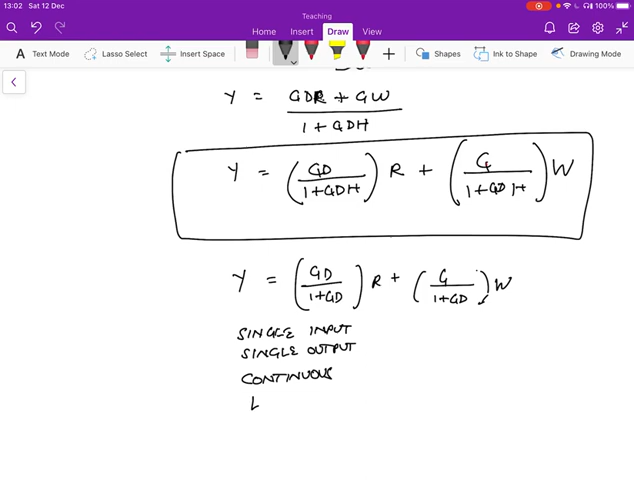 13:02 Sat 12 Dec
Teaching
100%
Home Insert Draw View
A Text Mode Lasso Select Insert Space + Shapes Ink to Shape Drawing Mode
Y = GDR + GW / 1 + GDH
Y = (GD / 1+GDH) R + (G / 1+GDH) W
Y = (GD / 1+GD) R + (G / 1+GD) W
SINGLE INPUT
SINGLE OUTPUT
CONTINUOUS
L